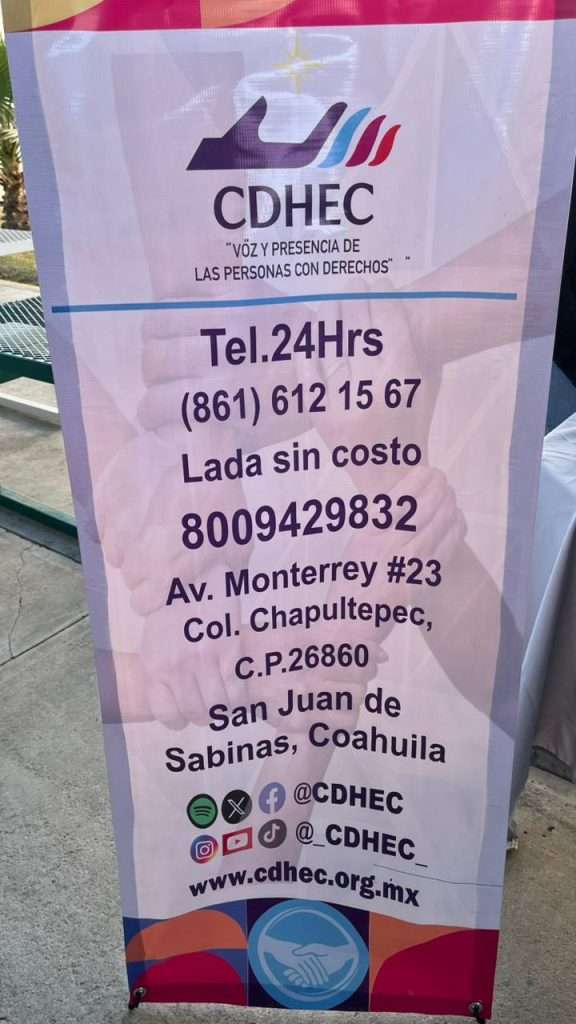 CDHEC
"VÖZ Y PRESENCIA DE
LAS PERSONAS CON DERECHOS" "
Tel.24Hrs
(861) 612 15 67
Lada sin costo
8009429832
Av. Monterrey #23
Col. Chapultepec,
C.P.26860
San Juan de
Sabinas, Coahuila
@CDHEC
@_CDHEC_
www.cdhec.org.mx